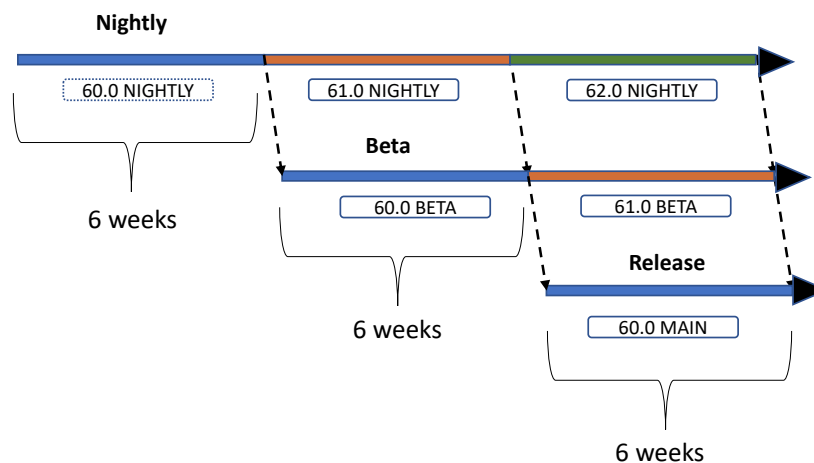 Nightly
60.0 NIGHTLY
61.0 NIGHTLY
62.0 NIGHTLY
Beta
6 weeks
60.0 BETA
61.0 BETA
Release
6 weeks
60.0 MAIN
6 weeks